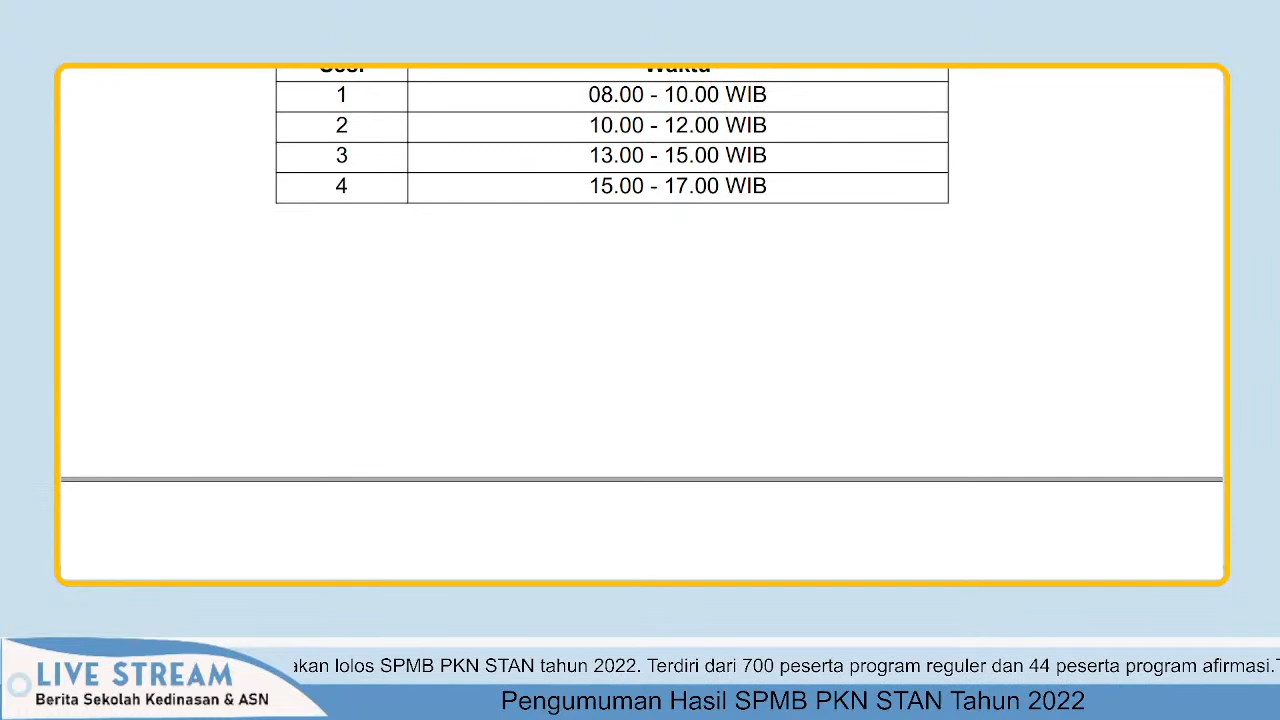 Sesi Waktu
1 08.00 - 10.00 WIB
2 10.00 - 12.00 WIB
3 13.00 - 15.00 WIB
4 15.00 - 17.00 WIB
LIVE STREAM
Berita Sekolah Kedinasan & ASN
akan lolos SPMB PKN STAN tahun 2022. Terdiri dari 700 peserta program reguler dan 44 peserta program afirmasi.
Pengumuman Hasil SPMB PKN STAN Tahun 2022